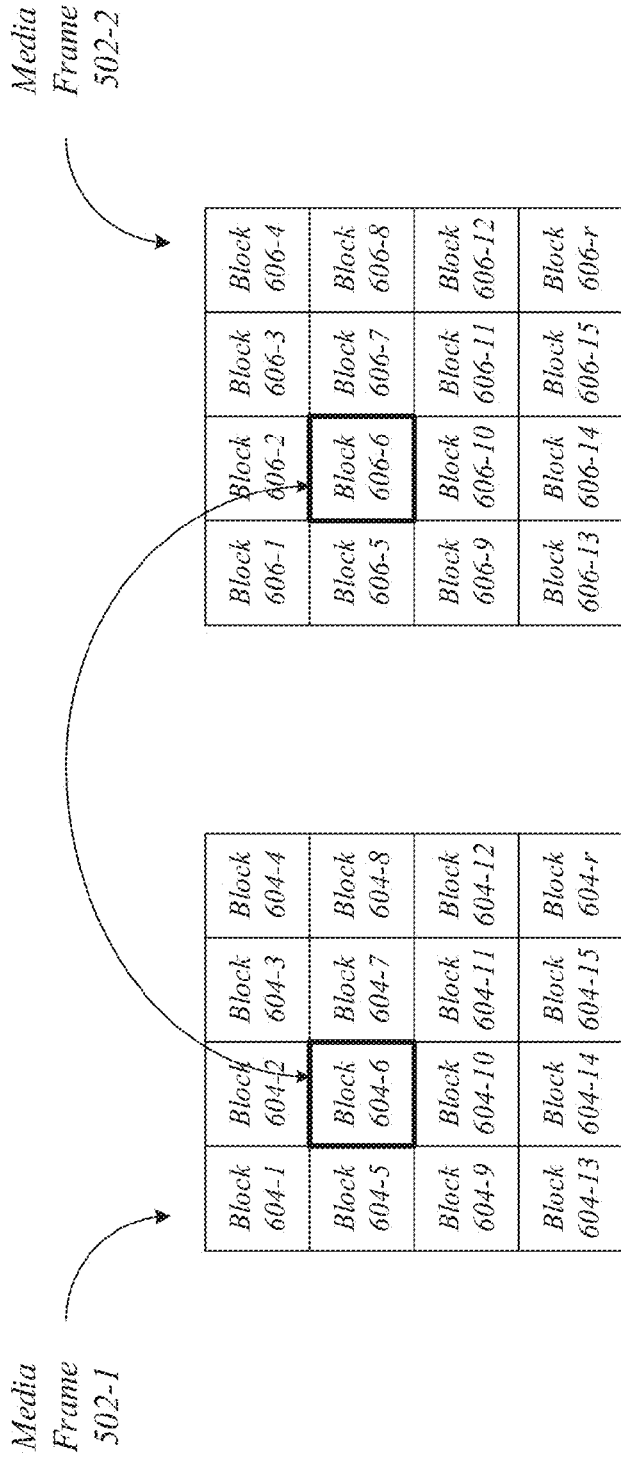 Media
Frame
502-1
Media
Frame
502-2
Block
604-1
Block
604-2
Block
604-3
Block
604-4
Block
604-5
Block
604-6
Block
604-7
Block
604-8
Block
604-9
Block
604-10
Block
604-11
Block
604-12
Block
604-13
Block
604-14
Block
604-15
Block
604-r
Block
606-1
Block
606-2
Block
606-3
Block
606-4
Block
606-5
Block
606-6
Block
606-7
Block
606-8
Block
606-9
Block
606-10
Block
606-11
Block
606-12
Block
606-13
Block
606-14
Block
606-15
Block
606-r